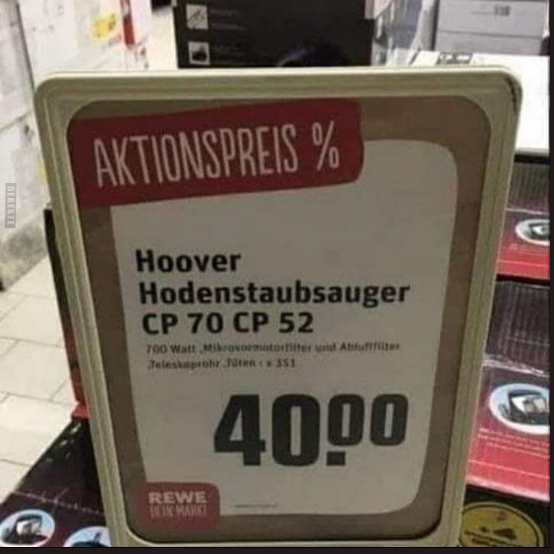 AKTIONSPREIS %
Hoover
Hodenstaubsauger
CP 70 CP 52
700 Watt ,Mikrovormotorfilter und Abluftfilter
,Teleskoprohr ,Tüten - x 351
40.00
REWE
DEIN MARKT